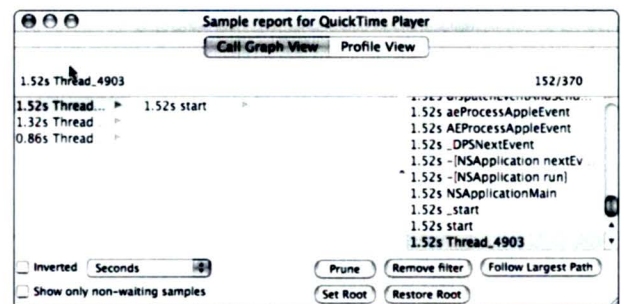 Sample report for QuickTime Player
Call Graph View Profile View
1.52s Thread_4903 152/370
1.52s Thread... 1.52s start
1.32s Thread
0.86s Thread
1.52s aeProcessAppleEvent
1.52s AEProcessAppleEvent
1.52s _DPSNextEvent
1.52s -[NSApplication nextEv
1.52s -[NSApplication run]
1.52s NSApplicationMain
1.52s _start
1.52s start
1.52s Thread_4903
Inverted Seconds Prune Remove filter Follow Largest Path
Show only non-waiting samples Set Root Restore Root